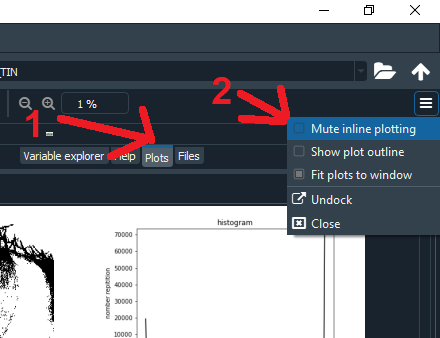 _TIN
1 %
2
1
Mute inline plotting
Show plot outline
Fit plots to window
Undock
Close
Variable explorer
Help
Plots
Files
histogram
70000
60000
50000
40000
30000
20000
10000
number repitition